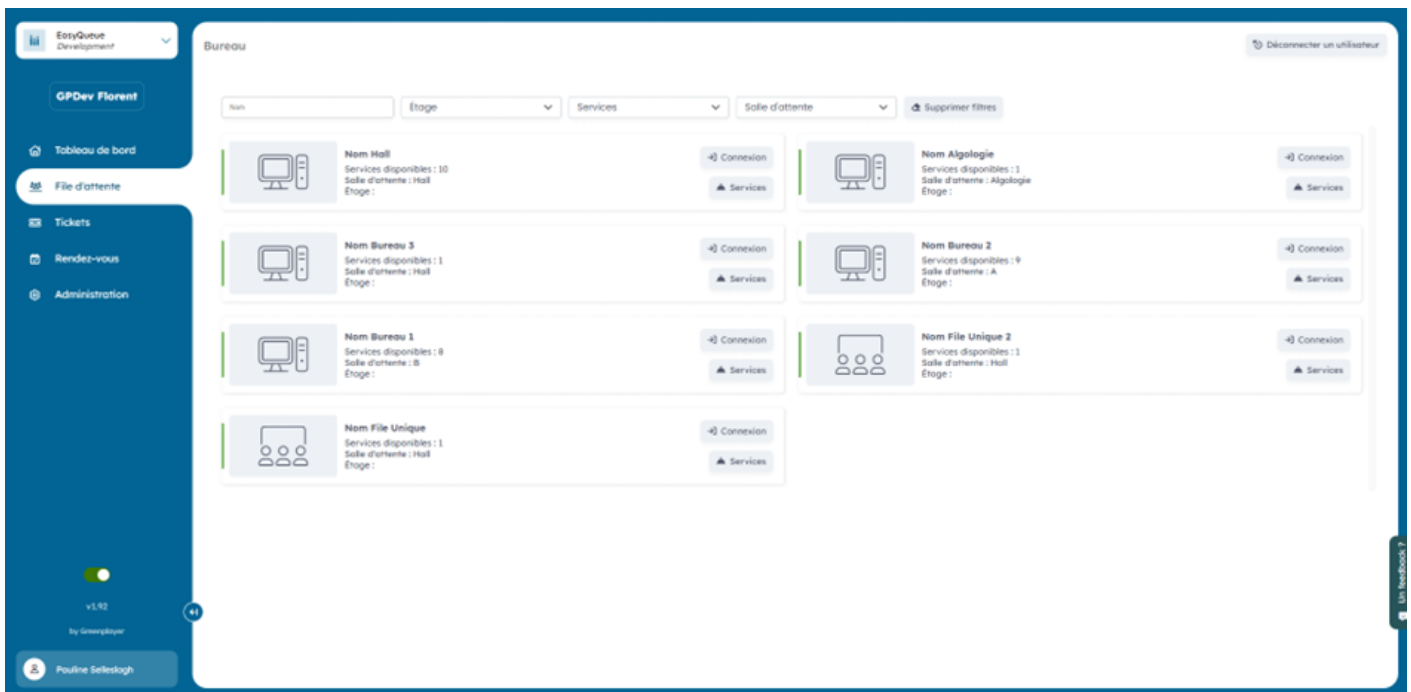 EasyQueue
Development
GPDev Florent
Tableau de bord
File d'attente
Tickets
Rendez-vous
Administration
v1.92
by Greenplayer
Pauline Selleslagh
Bureau
Déconnecter un utilisateur
Nom
Étage
Services
Salle d'attente
Supprimer filtres
Nom Hall
Services disponibles : 10
Salle d'attente : Hall
Étage :
Connexion
Services
Nom Algologie
Services disponibles : 1
Salle d'attente : Algologie
Étage :
Connexion
Services
Nom Bureau 3
Services disponibles : 1
Salle d'attente : Hall
Étage :
Connexion
Services
Nom Bureau 2
Services disponibles : 9
Salle d'attente : A
Étage :
Connexion
Services
Nom Bureau 1
Services disponibles : 8
Salle d'attente : B
Étage :
Connexion
Services
Nom File Unique 2
Services disponibles : 1
Salle d'attente : Hall
Étage :
Connexion
Services
Nom File Unique
Services disponibles : 1
Salle d'attente : Hall
Étage :
Connexion
Services
Un feedback ?